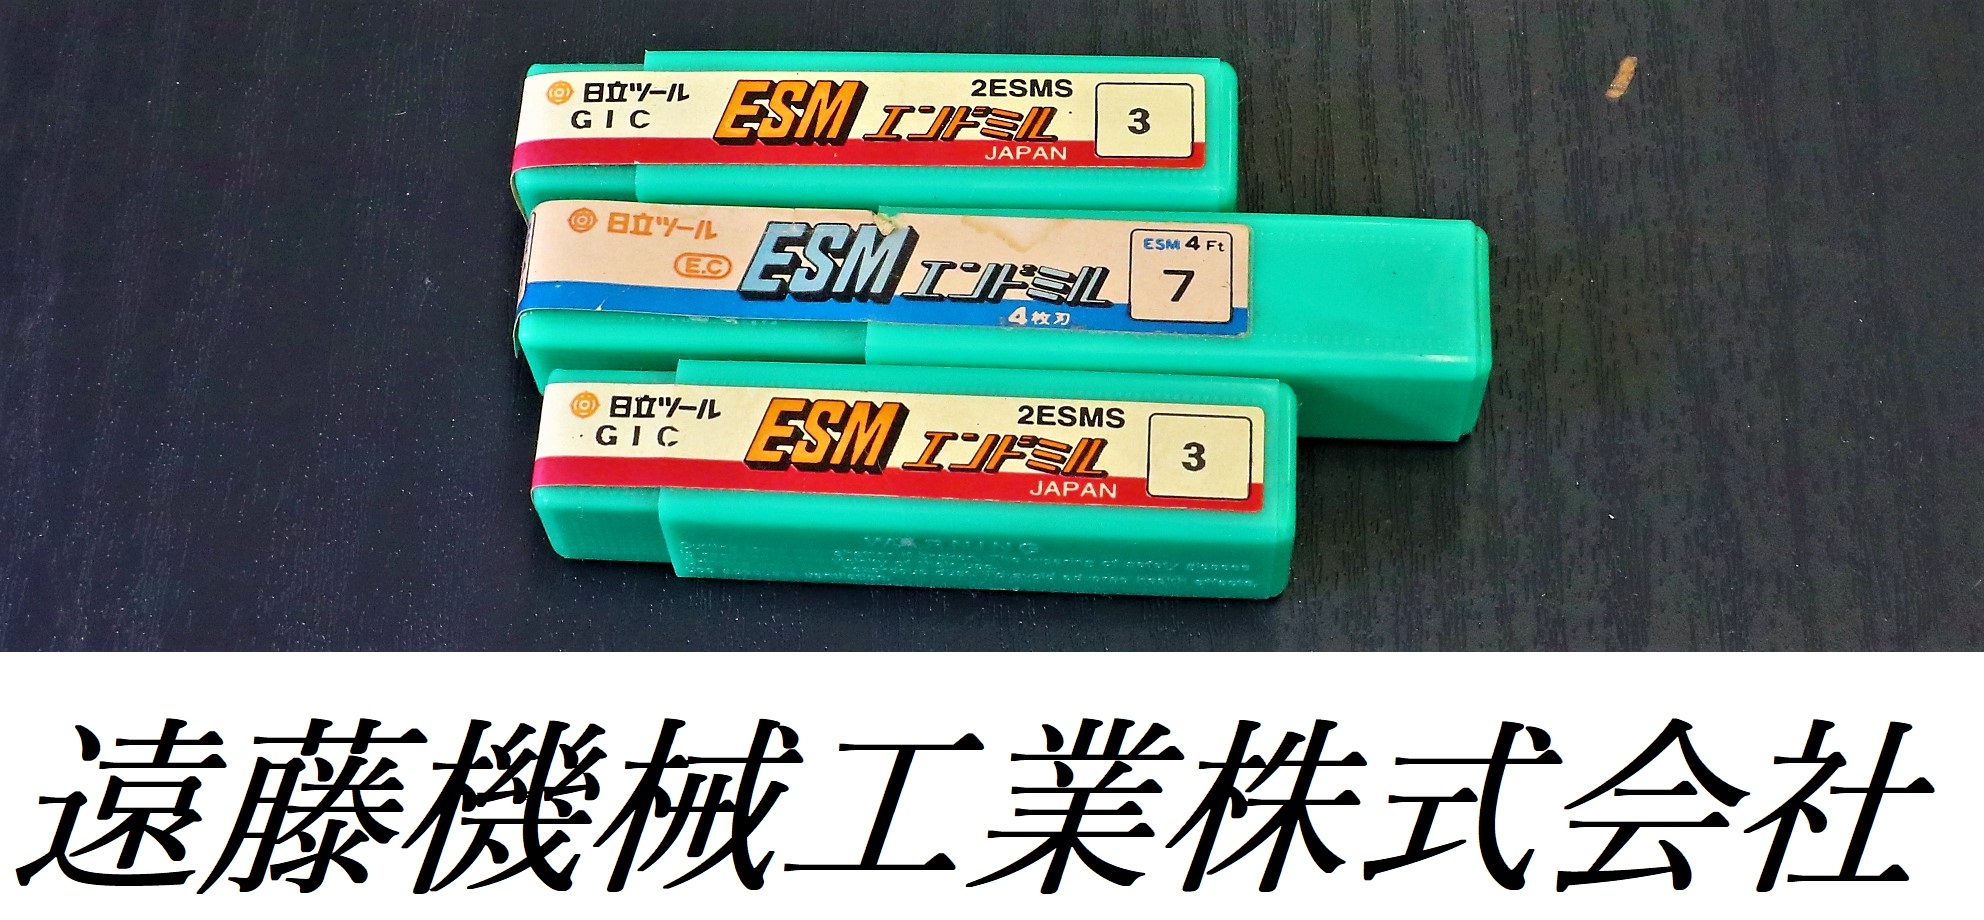 日立ツール
GIC
ESM エンドミル
2ESMS
3
JAPAN
日立ツール
E.C
ESM エンドミル
4枚刃
ESM 4 Ft
7
日立ツール
GIC
ESM エンドミル
2ESMS
3
JAPAN
WARNING
遠藤機械工業株式会社